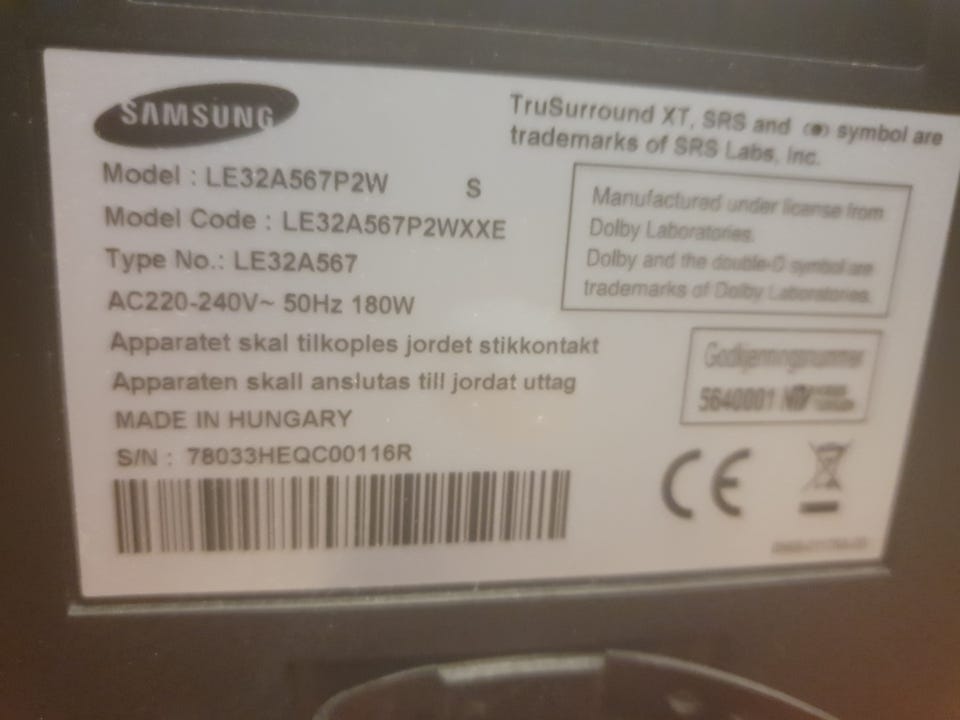 SAMSUNG
Model : LE32A567P2W S
Model Code : LE32A567P2WXXE
Type No.: LE32A567
AC220-240V~ 50Hz 180W
Apparatet skal tilkoples jordet stikkontakt
Apparaten skall anslutas till jordat uttag
MADE IN HUNGARY
S/N : 78033HEQC00116R
TruSurround XT, SRS and symbol are
trademarks of SRS Labs, Inc.
Manufactured under license from
Dolby Laboratories.
Dolby and the double-D symbol are
trademarks of Dolby Laboratories.
Godkjenningsnummer
5640001
CE